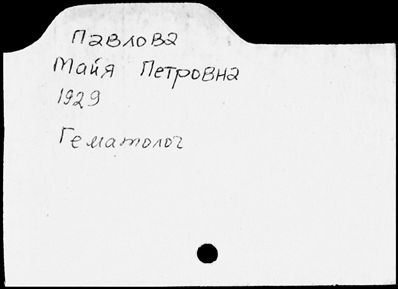 Павлова
Майя Петровна
1929
Гематолог